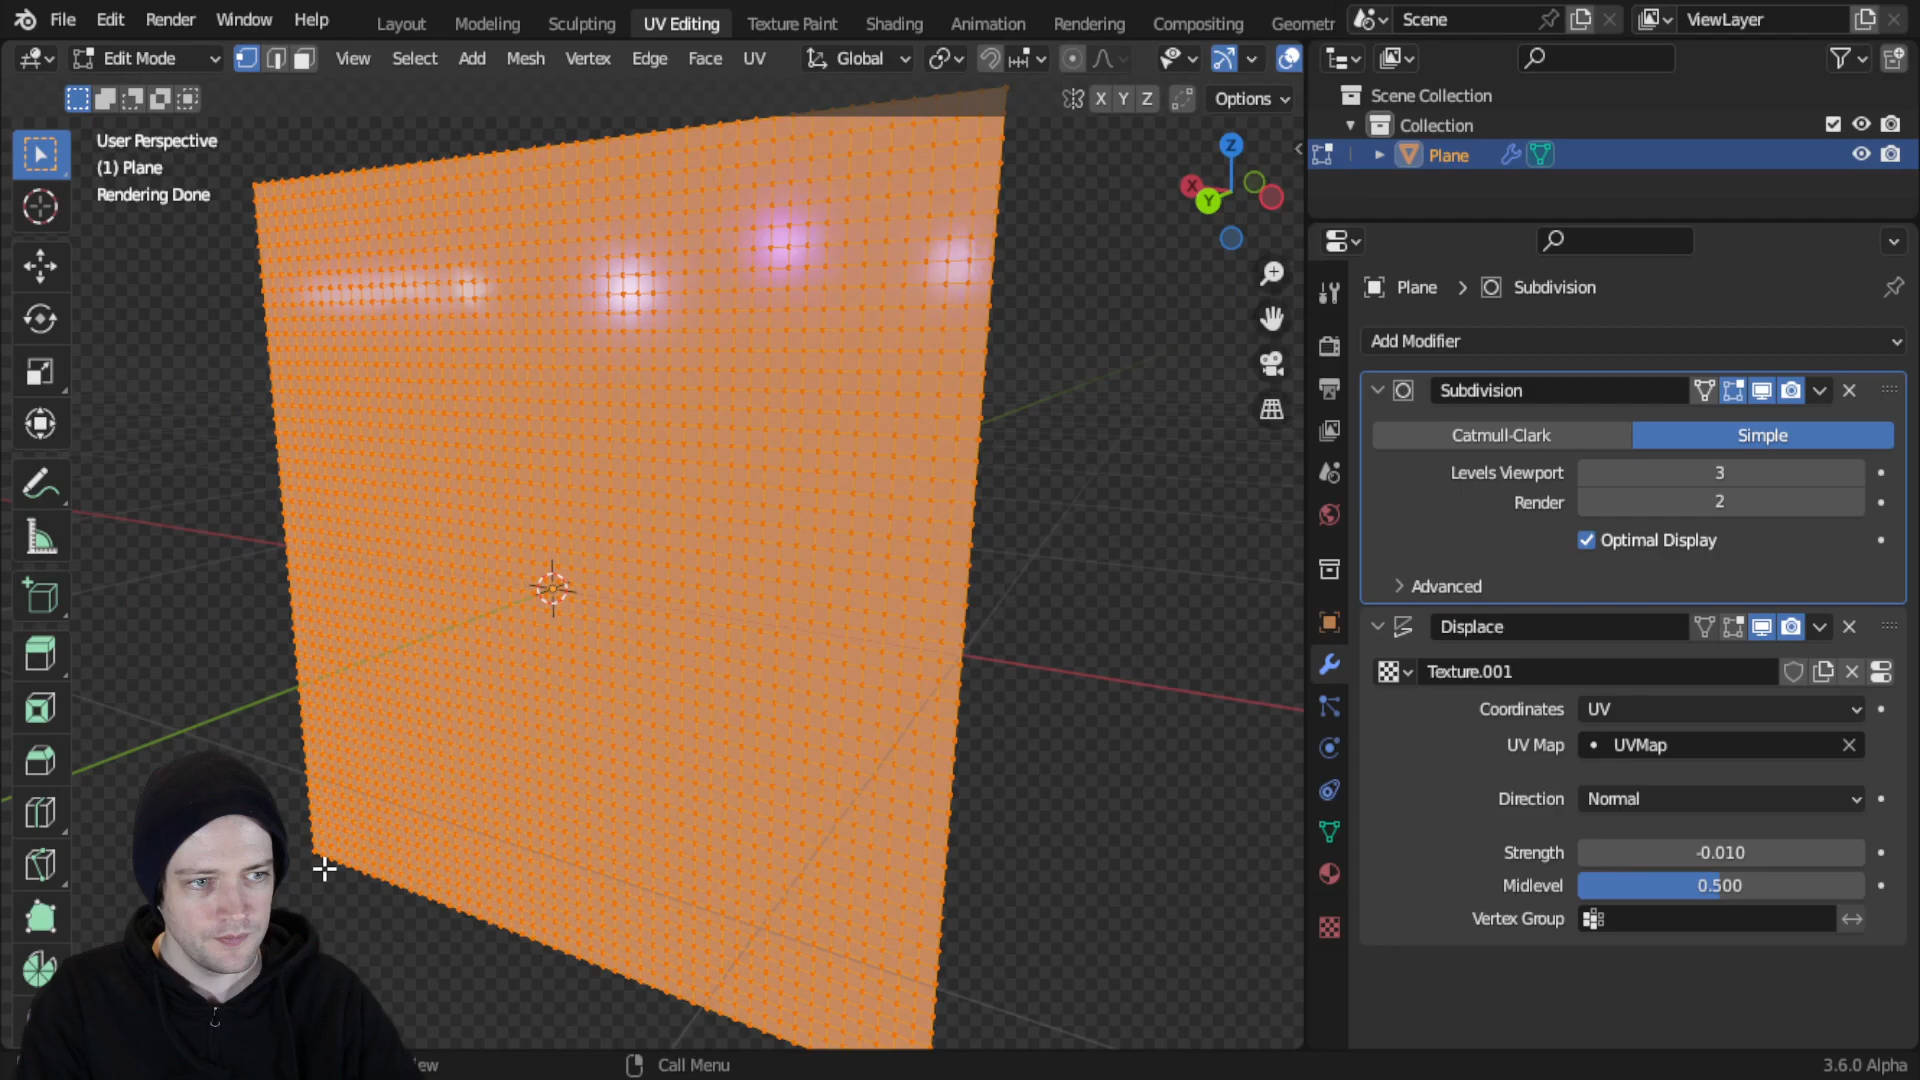 File Edit Render Window Help Layout Modeling Sculpting UV Editing Texture Paint Shading Animation Rendering Compositing Geometr Scene ViewLayer
Edit Mode View Select Add Mesh Vertex Edge Face UV Global
X Y Z Options
User Perspective
(1) Plane
Rendering Done
Z
X
Y
Scene Collection
Collection
Plane
Plane > Subdivision
Add Modifier
Subdivision
Catmull-Clark Simple
Levels Viewport 3
Render 2
Optimal Display
Advanced
Displace
Texture.001
Coordinates UV
UV Map UVMap
Direction Normal
Strength -0.010
Midlevel 0.500
Vertex Group
Call Menu
3.6.0 Alpha